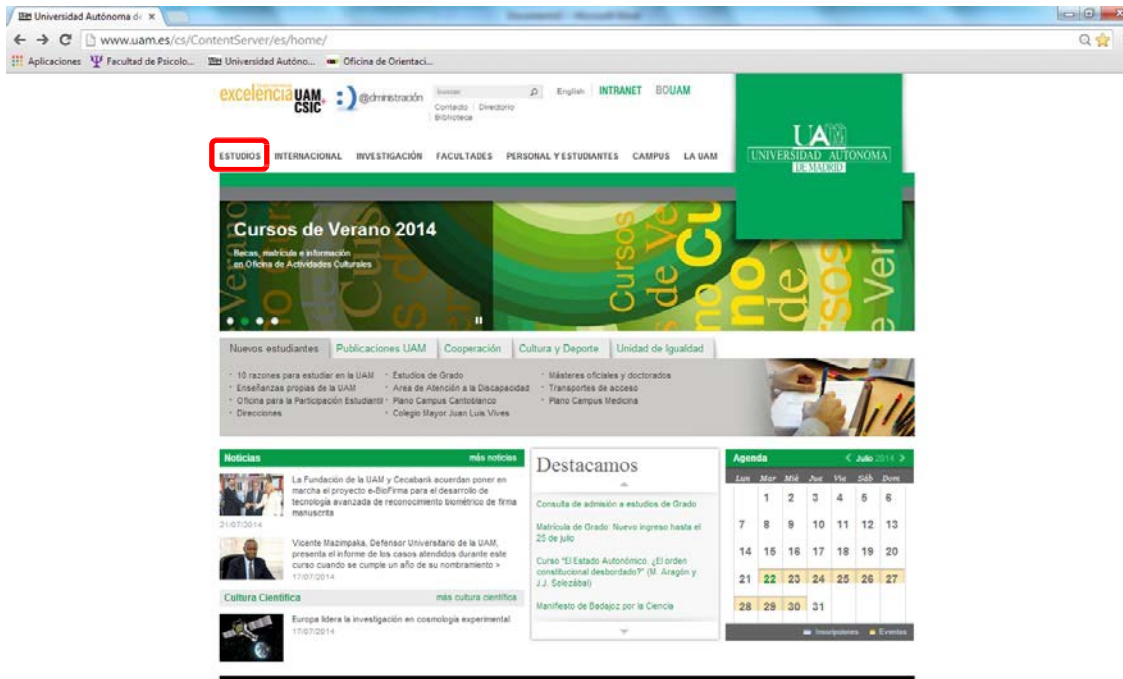 Universidad Autónoma de
www.uam.es/cs/ContentServer/es/home/
Aplicaciones
Facultad de Psicolo...
Universidad Autóno...
Oficina de Orientaci...
excelencia UAM
CSIC
@dministración
buscar
English
INTRANET
BOUAM
Contacto
Directorio
Biblioteca
ESTUDIOS
INTERNACIONAL
INVESTIGACIÓN
FACULTADES
PERSONAL Y ESTUDIANTES
CAMPUS
LA UAM
UAM
UNIVERSIDAD AUTONOMA
DE MADRID
Cursos de Verano 2014
Becas, matrícula e información
en Oficina de Actividades Culturales
Nuevos estudiantes
Publicaciones UAM
Cooperación
Cultura y Deporte
Unidad de Igualdad
10 razones para estudiar en la UAM
Enseñanzas propias de la UAM
Oficina para la Participación Estudiantil
Direcciones
Estudios de Grado
Area de Atención a la Discapacidad
Plano Campus Cantoblanco
Colegio Mayor Juan Luis Vives
Másteres oficiales y doctorados
Transportes de acceso
Plano Campus Medicina
Noticias
más noticias
La Fundación de la UAM y Cecabank acuerdan poner en
marcha el proyecto e-BioFirma para el desarrollo de
tecnología avanzada de reconocimiento biométrico de firma
manuscrita
21/07/2014
Vicente Mazimpaka, Defensor Universitario de la UAM,
presenta el informe de los casos atendidos durante este
curso cuando se cumple un año de su nombramiento >
17/07/2014
Cultura Científica
más cultura científica
Europa lidera la investigación en cosmología experimental
17/07/2014
Destacamos
Consulta de admisión a estudios de Grado
Matrícula de Grado: Nuevo ingreso hasta el
25 de julio
Curso "El Estado Autonómico. ¿El orden
constitucional desbordado?" (M. Aragón y
J.J. Solozábal)
Manifiesto de Badajoz por la Ciencia
Agenda
Julio 2014
Lun Mar Mié Jue Vie Sáb Dom
1 2 3 4 5 6
7 8 9 10 11 12 13
14 15 16 17 18 19 20
21 22 23 24 25 26 27
28 29 30 31
Inscripciones
Eventos